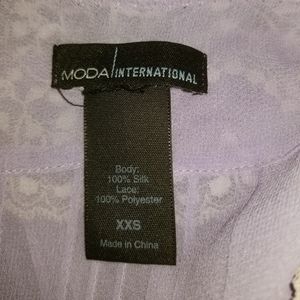 MODA/INTERNATIONAL
Body:
100% Silk
Lace:
100% Polyester
XXS
Made in China